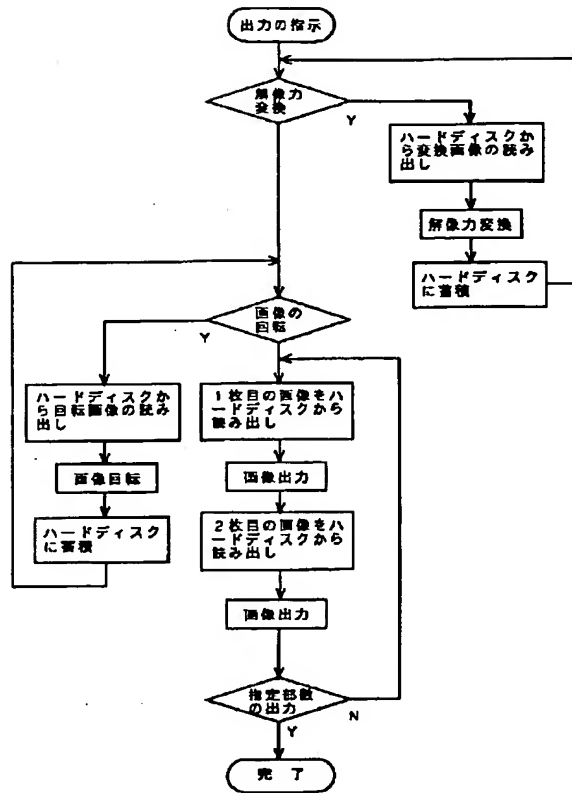 出力の指示
解像力
変換
Y
ハードディスクか
ら変換画像の読み
出し
解像力変換
ハードディスク
に蓄積
画像の
回転
Y
ハードディスクか
ら回転画像の読み
出し
画像回転
ハードディスク
に蓄積
1枚目の画像をハ
ードディスクから
読み出し
画像出力
2枚目の画像をハ
ードディスクから
読み出し
画像出力
指定部数
の出力
N
Y
完 了